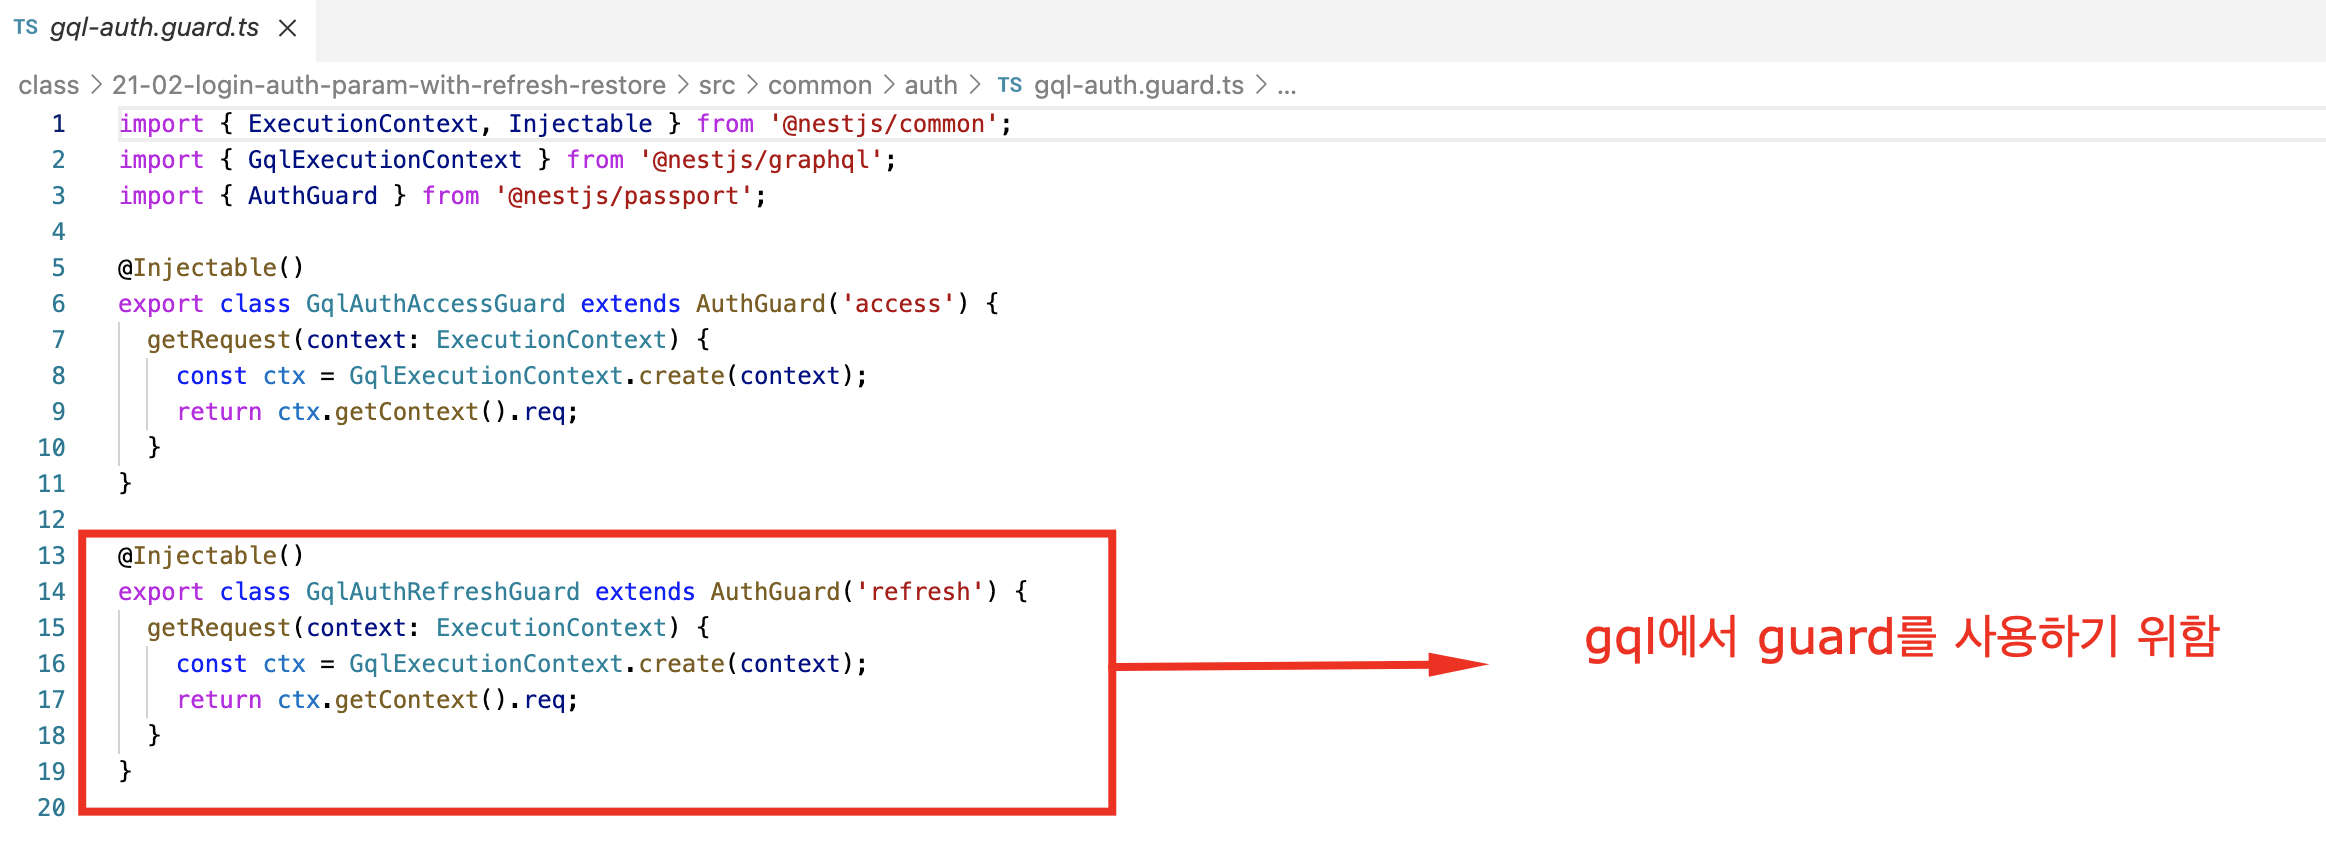 TS gql-auth.guard.ts ×
class > 21-02-login-auth-param-with-refresh-restore > src > common > auth > TS gql-auth.guard.ts > ...
1 import { ExecutionContext, Injectable } from '@nestjs/common';
2 import { GqlExecutionContext } from '@nestjs/graphql';
3 import { AuthGuard } from '@nestjs/passport';
4
5 @Injectable()
6 export class GqlAuthAccessGuard extends AuthGuard('access') {
7   getRequest(context: ExecutionContext) {
8     const ctx = GqlExecutionContext.create(context);
9     return ctx.getContext().req;
10   }
11 }
12
13 @Injectable()
14 export class GqlAuthRefreshGuard extends AuthGuard('refresh') {
15   getRequest(context: ExecutionContext) {
16     const ctx = GqlExecutionContext.create(context);
17     return ctx.getContext().req;
18   }
19 }
20
gql에서 guard를 사용하기 위함